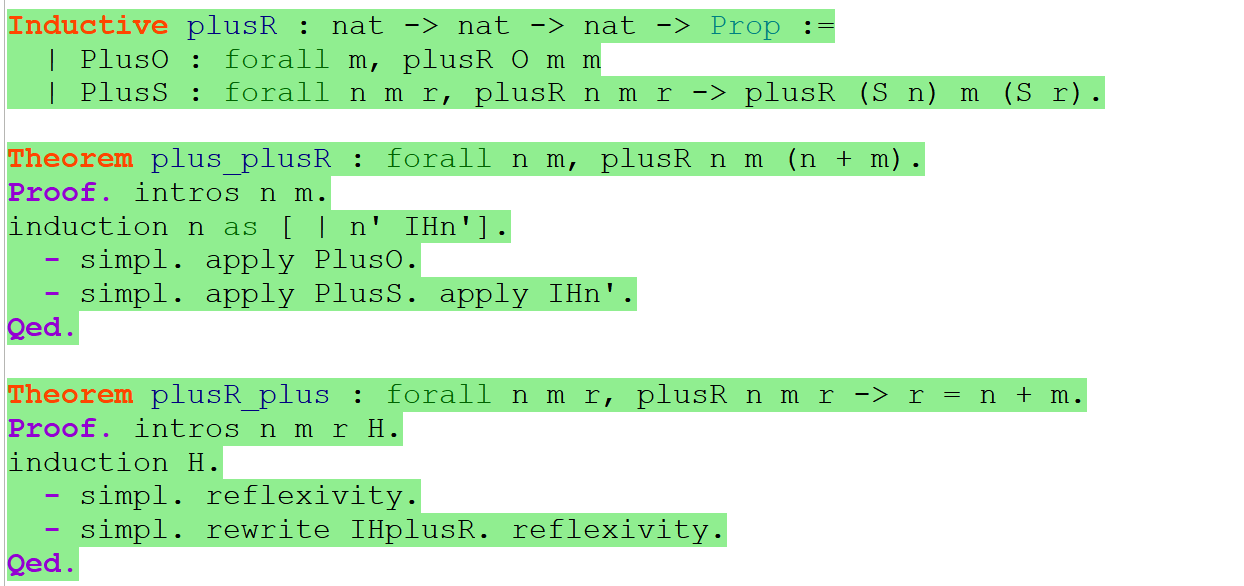 Inductive plusR : nat -> nat -> nat -> Prop :=
  | PlusO : forall m, plusR O m m
  | PlusS : forall n m r, plusR n m r -> plusR (S n) m (S r).
Theorem plus_plusR : forall n m, plusR n m (n + m).
Proof. intros n m.
induction n as [ | n' IHn'].
  - simpl. apply PlusO.
  - simpl. apply PlusS. apply IHn'.
Qed.
Theorem plusR_plus : forall n m r, plusR n m r -> r = n + m.
Proof. intros n m r H.
induction H.
  - simpl. reflexivity.
  - simpl. rewrite IHplusR. reflexivity.
Qed.